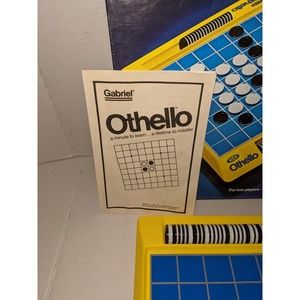 Gabriel
Othello
a minute to learn...a lifetime to master
Othello
For two players